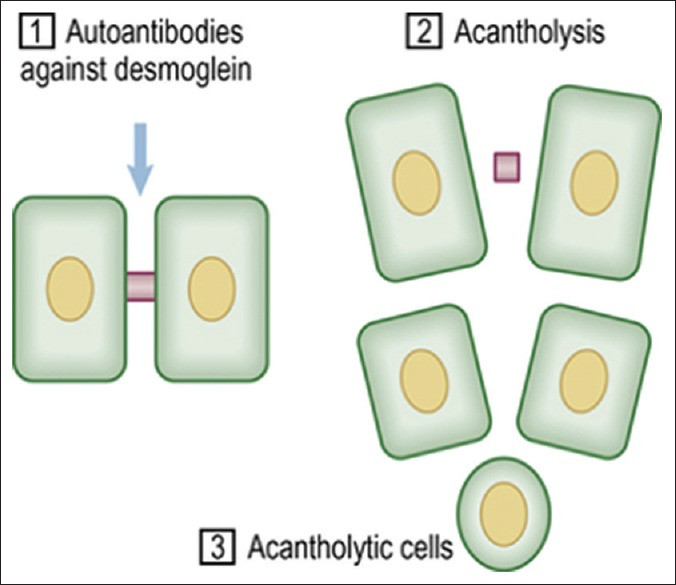 1 Autoantibodies
against desmoglein
2 Acantholysis
3 Acantholytic cells